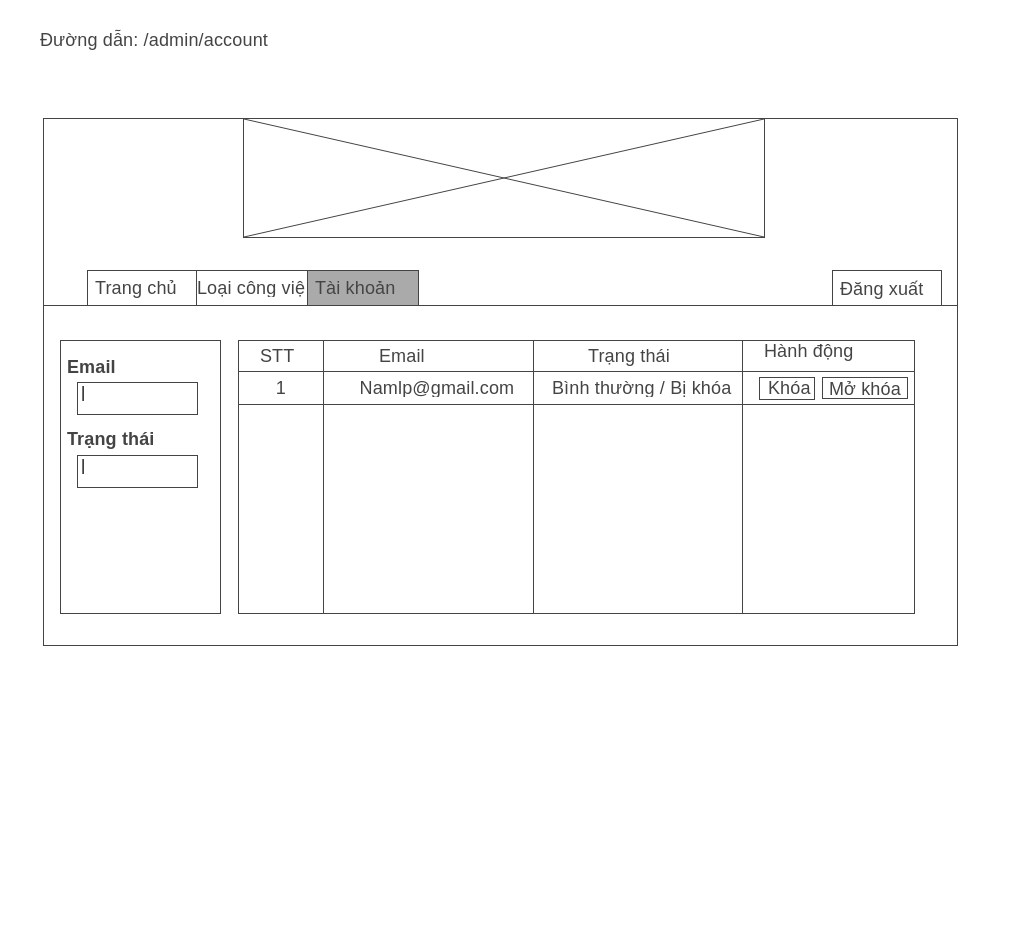 Đường dẫn: /admin/account
Trang chủ
Loại công việ
Tài khoản
Đăng xuất
Email
Trạng thái
STT
Email
Trạng thái
Hành động
1
Namlp@gmail.com
Bình thường / Bị khóa
Khóa
Mở khóa